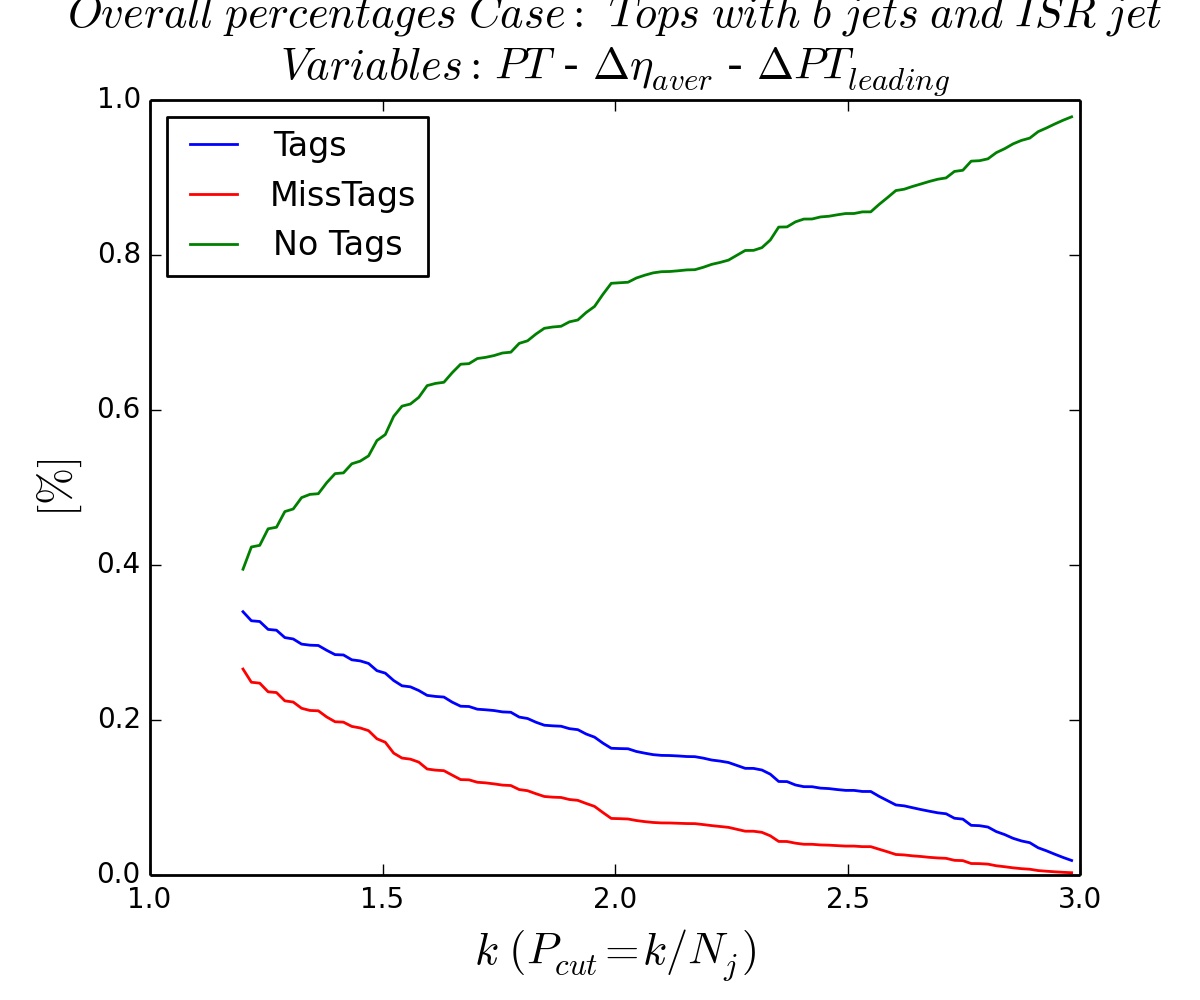 Overall percentages Case: Tops with b jets and ISR jet
Variables: PT - Δη_aver - ΔPT_leading
1.0
Tags
MissTags
No Tags
0.8
0.6
[%]
0.4
0.2
0.0
1.0 1.5 2.0 2.5 3.0
k (P_cut = k/N_j)